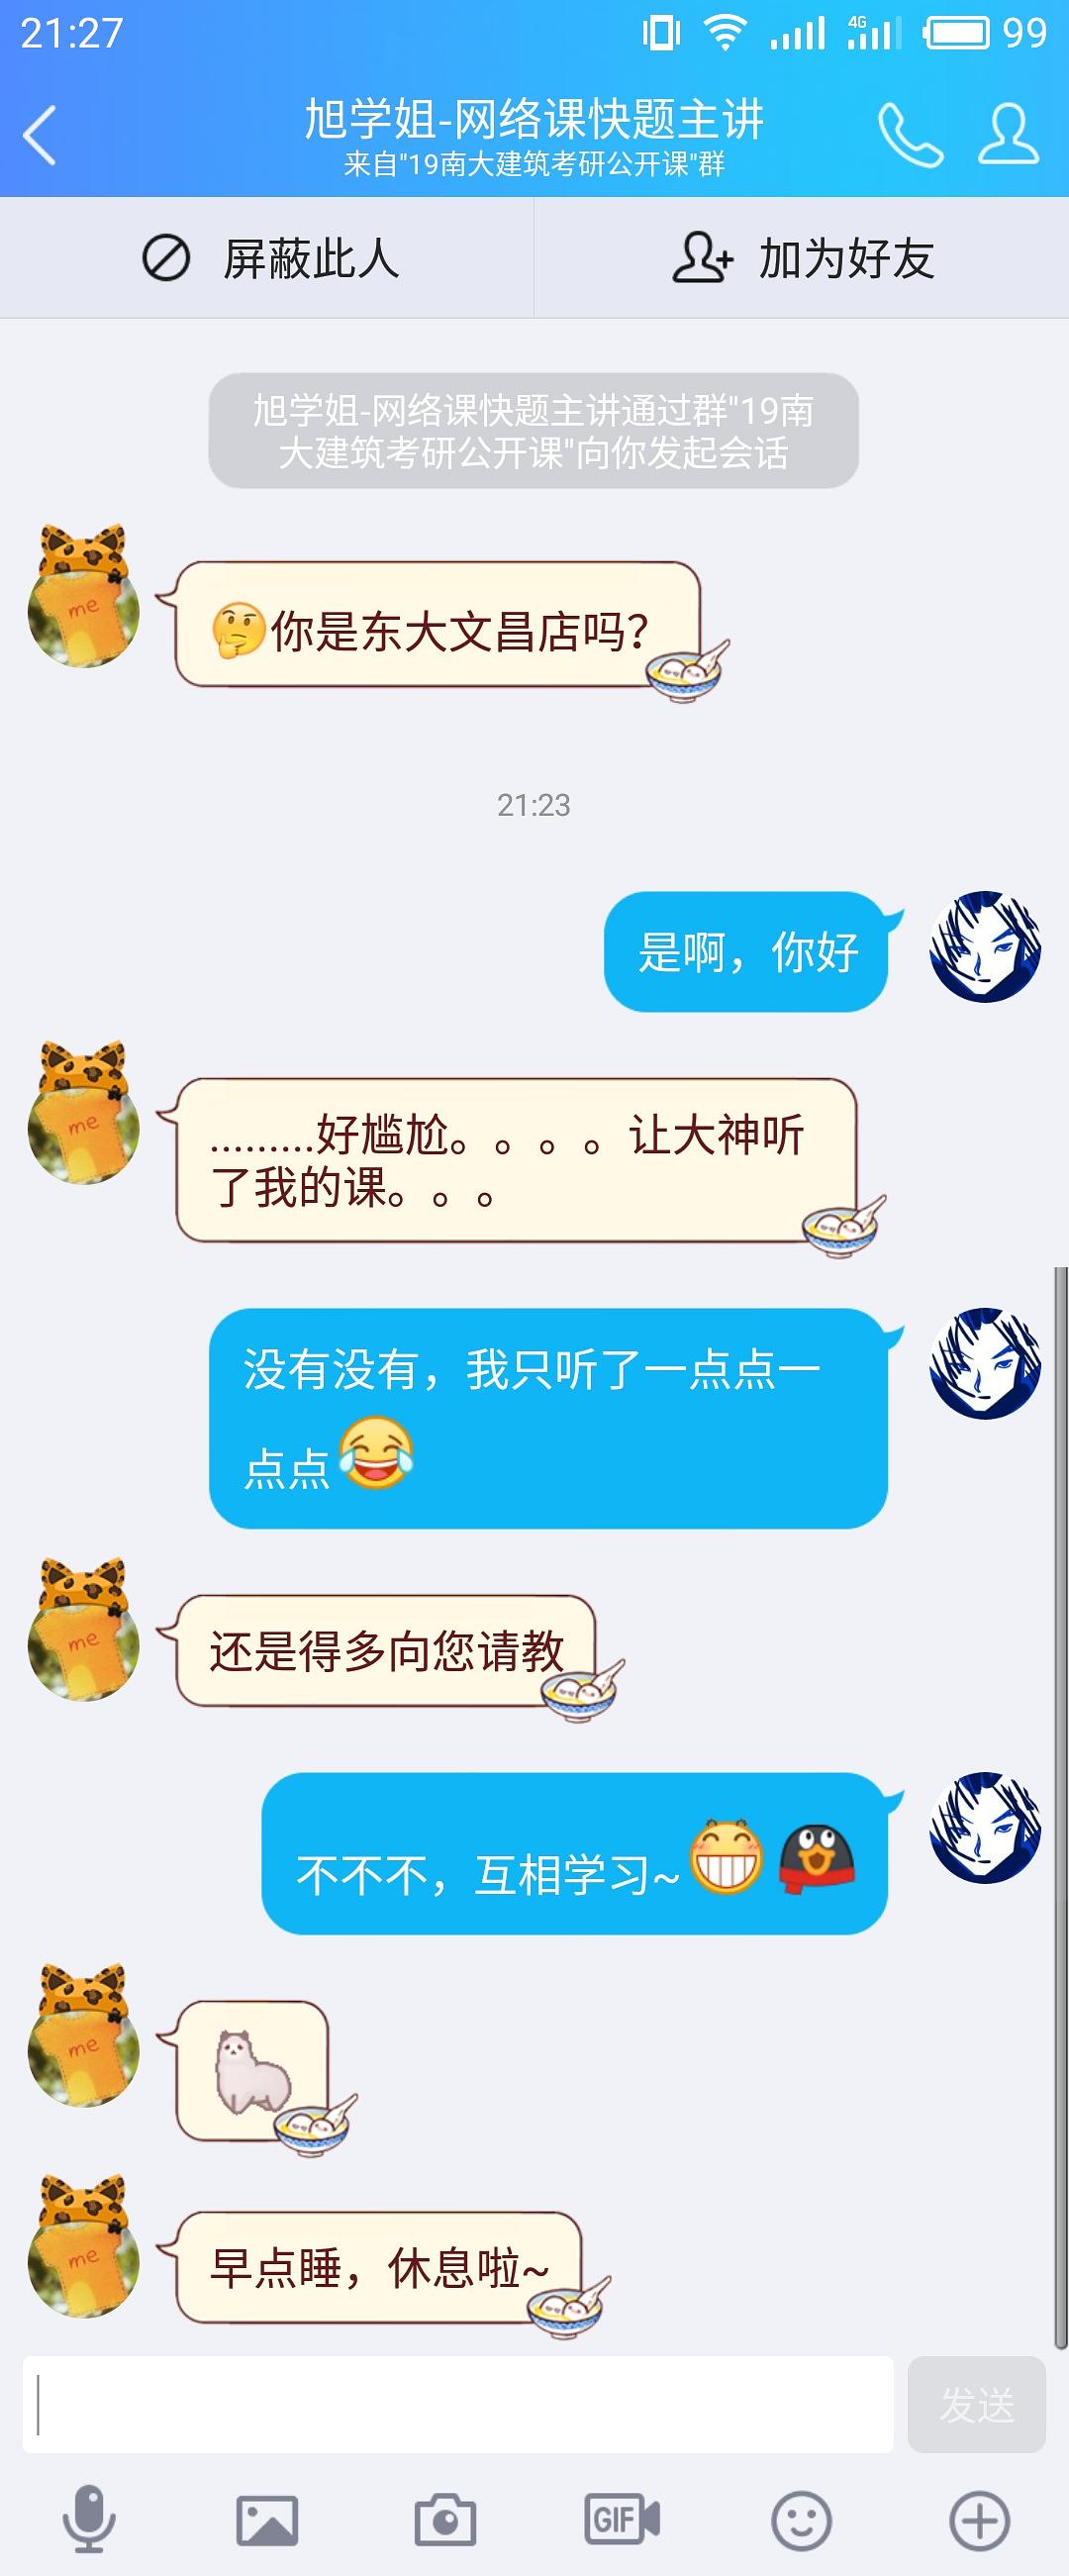 21:27
4G
99
旭学姐-网络课快题主讲
来自"19南大建筑考研公开课"群
屏蔽此人
加为好友
旭学姐-网络课快题主讲通过群"19南
大建筑考研公开课"向你发起会话
me
你是东大文昌店吗?
21:23
是啊，你好
me
.........好尴尬。。。。让大神听
了我的课。。。
没有没有，我只听了一点点一
点点
me
还是得多向您请教
不不不，互相学习~
me
me
早点睡，休息啦~
发送
GIF